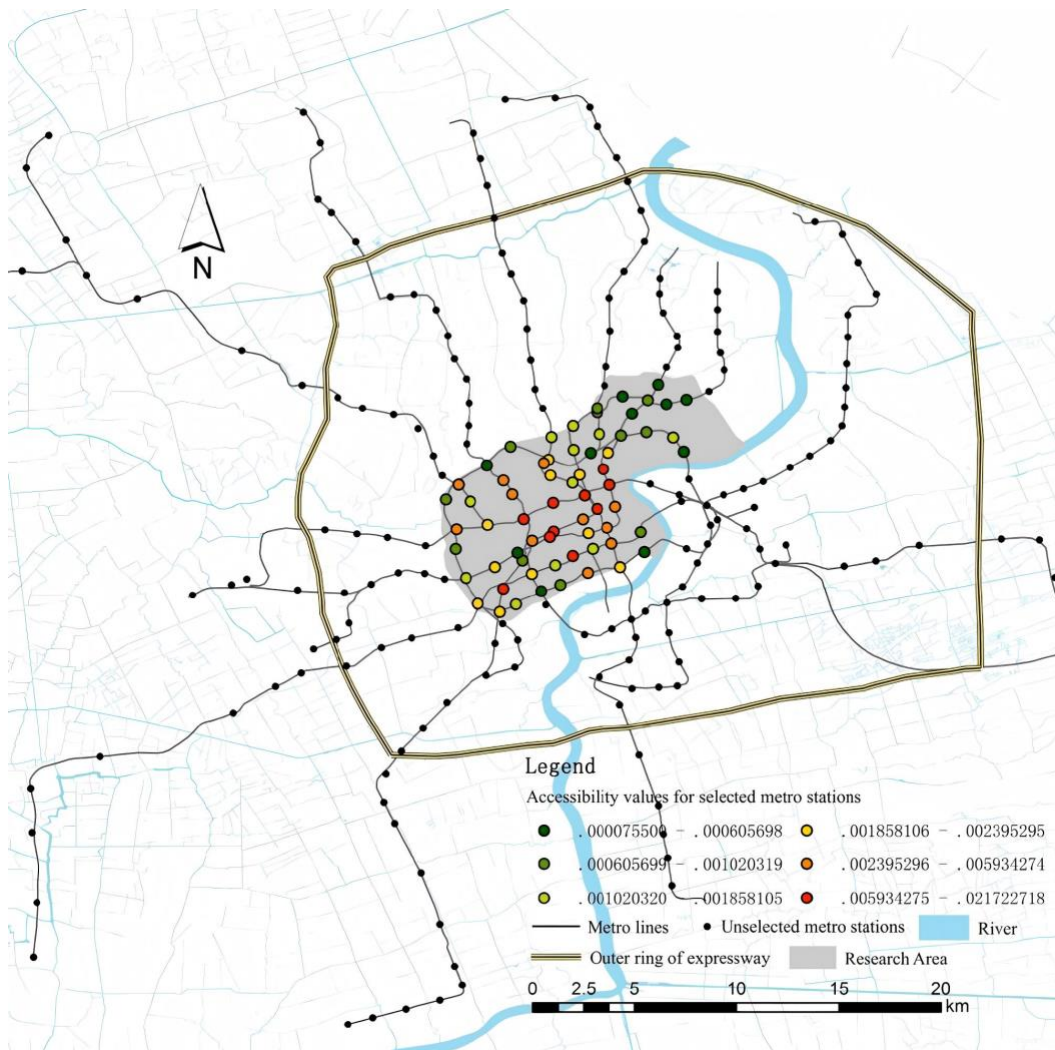 N
Legend
Accessibility values for selected metro stations
.000075500 - .000605698
.001858106 - .002395295
.000605699 - .001020319
.002395296 - .005934274
.001020320 - .001858105
.005934275 - .021722718
Metro lines
Unselected metro stations
River
Outer ring of expressway
Research Area
0 2.5 5 10 15 20
km